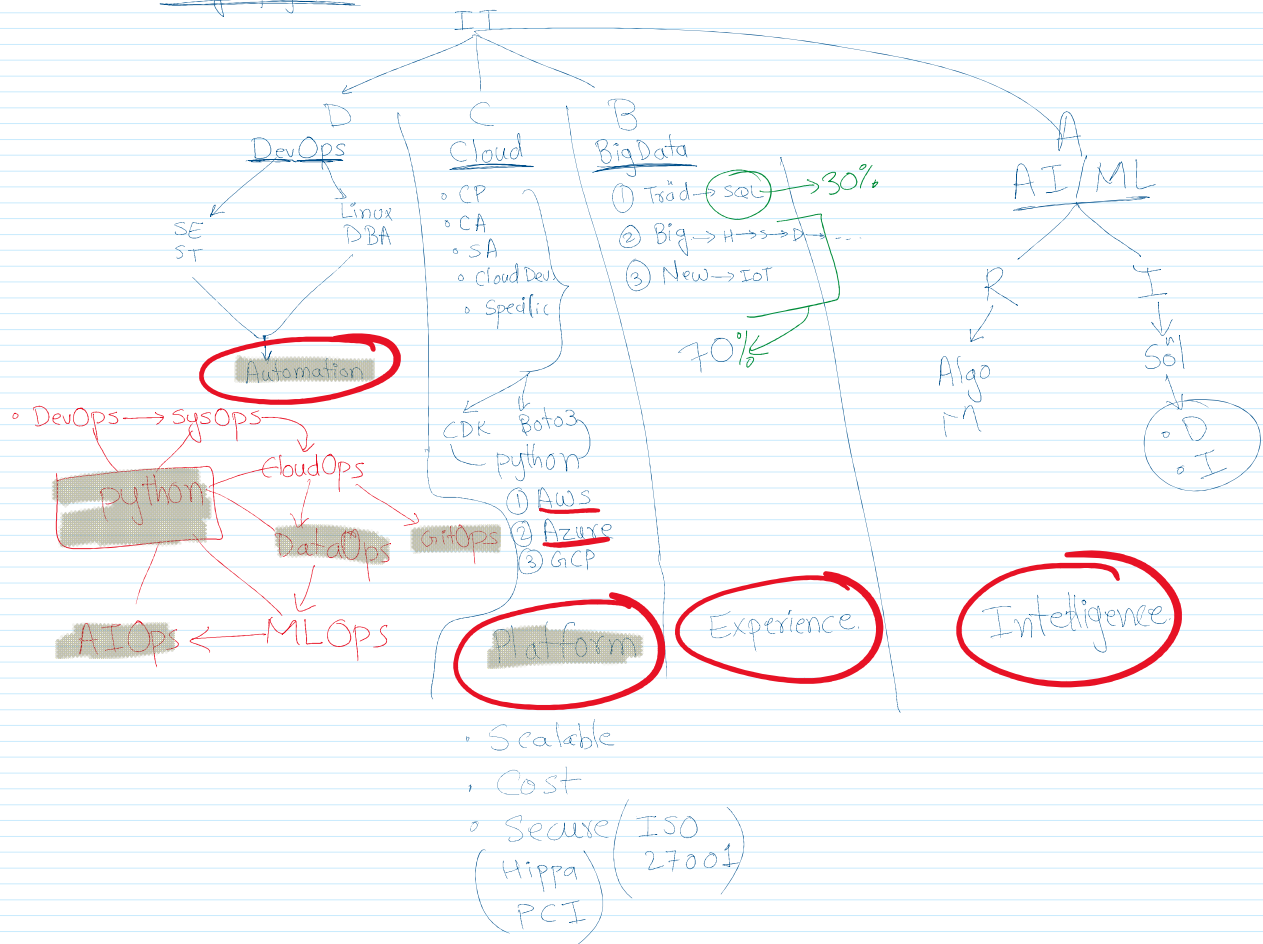 IT
D
C
B
A
DevOps
Cloud
BigData
AI/ML
SE
ST
Linux
DBA
Automation
• CP
• CA
• SA
• Cloud Dev
• Specific
CDK
Boto3
python
① AWS
② Azure
③ GCP
① Trad → SQL → 30%
② Big → H → S → D → ...
③ New → IoT
70%
R
I
Algo
Solⁿ
• D
• I
• DevOps → SysOps
CloudOps
python
DataOps
GitOps
MLOps
AIOps
Platform
Experience.
Intelligence.
• Scalable
• Cost
• Secure (ISO
27001)
(Hippa
PCI)